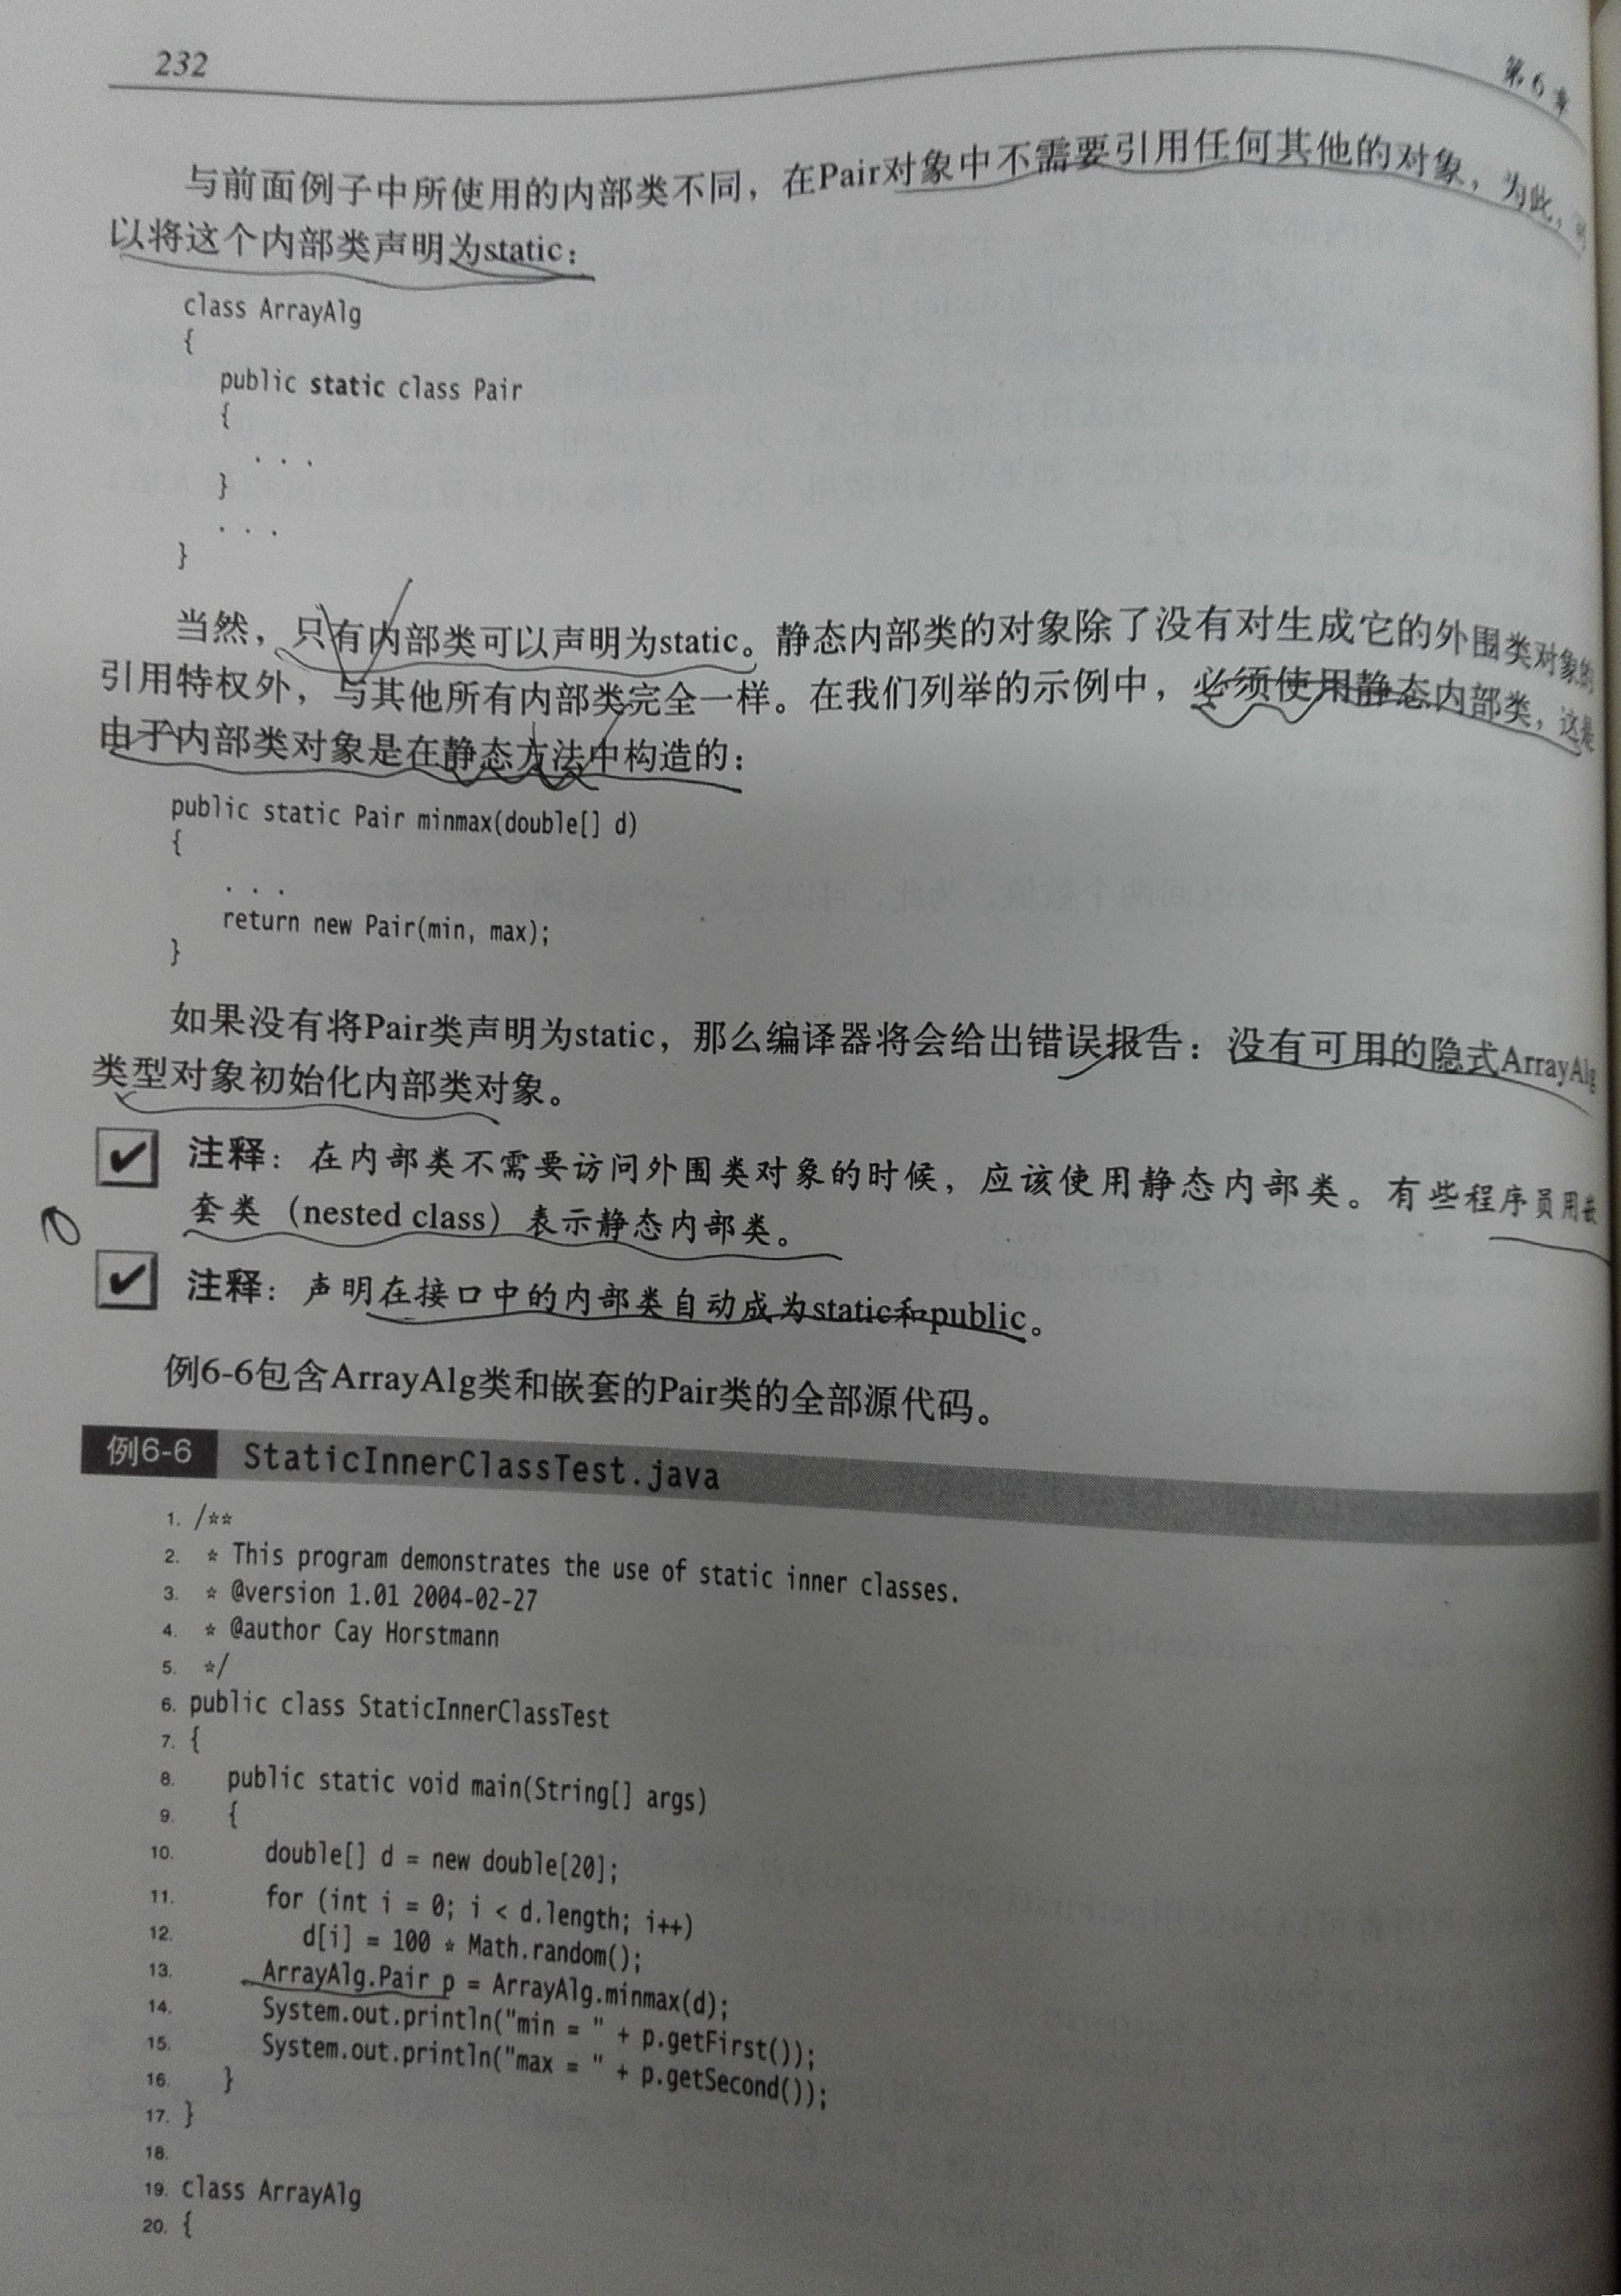 232
第6章
与前面例子中所使用的内部类不同，在Pair对象中不需要引用任何其他的对象，为此，
以将这个内部类声明为static：
class ArrayAlg
{
public static class Pair
{
. . .
}
. . .
}
当然，只有内部类可以声明为static。静态内部类的对象除了没有对生成它的外围类对象的
引用特权外，与其他所有内部类完全一样。在我们列举的示例中，必须使用静态内部类，这是
由于内部类对象是在静态方法中构造的：
public static Pair minmax(double[] d)
{
. . .
return new Pair(min, max);
}
如果没有将Pair类声明为static，那么编译器将会给出错误报告：没有可用的隐式ArrayAlg
类型对象初始化内部类对象。
注释：在内部类不需要访问外围类对象的时候，应该使用静态内部类。有些程序员用嵌
套类（nested class）表示静态内部类。
注释：声明在接口中的内部类自动成为static和public。
例6-6包含ArrayAlg类和嵌套的Pair类的全部源代码。
例6-6 StaticInnerClassTest.java
1. /**
2. * This program demonstrates the use of static inner classes.
3. * @version 1.01 2004-02-27
4. * @author Cay Horstmann
5. */
6. public class StaticInnerClassTest
7. {
8. public static void main(String[] args)
9. {
10. double[] d = new double[20];
11. for (int i = 0; i < d.length; i++)
12. d[i] = 100 * Math.random();
13. ArrayAlg.Pair p = ArrayAlg.minmax(d);
14. System.out.println("min = " + p.getFirst());
15. System.out.println("max = " + p.getSecond());
16. }
17. }
18.
19. class ArrayAlg
20. {